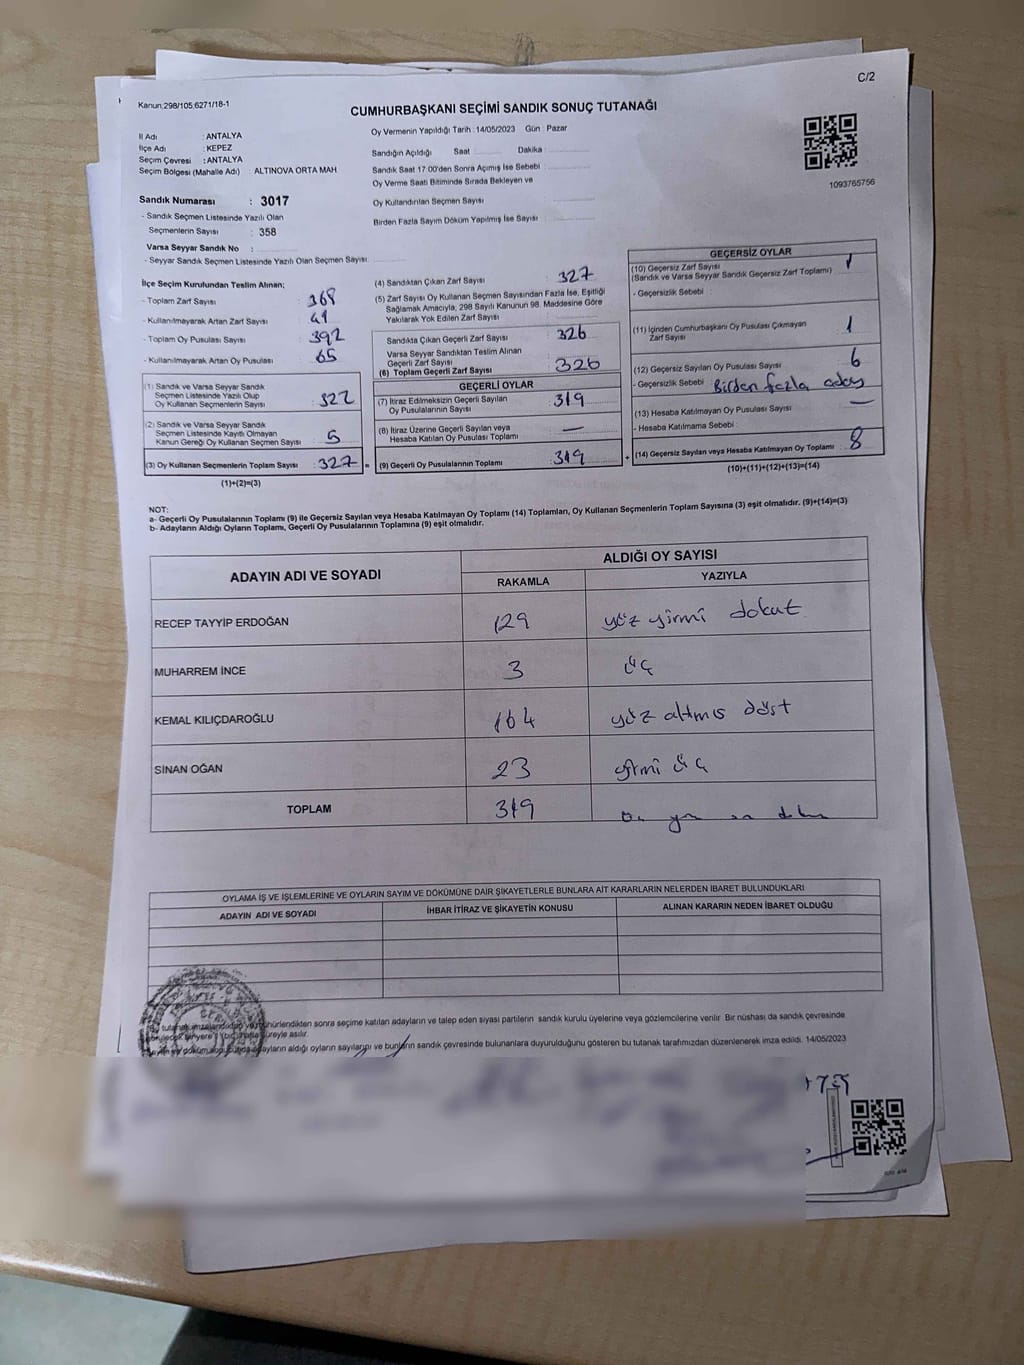 C/2
Kanun:298/105;6271/18-1
CUMHURBAŞKANI SEÇİMİ SANDIK SONUÇ TUTANAĞI
İl Adı : ANTALYA
İlçe Adı : KEPEZ
Seçim Çevresi : ANTALYA
Seçim Bölgesi (Mahalle Adı) ALTINOVA ORTA MAH
Sandık Numarası : 3017
- Sandık Seçmen Listesinde Yazılı Olan
Seçmenlerin Sayısı : 358
Varsa Seyyar Sandık No :
- Seyyar Sandık Seçmen Listesinde Yazılı Olan Seçmen Sayısı:
Oy Vermenin Yapıldığı Tarih : 14/05/2023 Gün : Pazar
Sandığın Açıldığı Saat Dakika :
Sandık Saat 17:00'den Sonra Açımış İse Sebebi
Oy Verme Saati Bitiminde Sırada Bekleyen ve
Oy Kullandırılan Seçmen Sayısı
Birden Fazla Sayım Döküm Yapılmış İse Sayısı
1093765756
İlçe Seçim Kurulundan Teslim Alınan;
- Toplam Zarf Sayısı : 368
- Kullanılmayarak Artan Zarf Sayısı : 41
- Toplam Oy Pusulası Sayısı : 392
- Kullanılmayarak Artan Oy Pusulası : 65
(1) Sandık ve Varsa Seyyar Sandık
Seçmen Listesinde Yazılı Olup
Oy Kullanan Seçmenlerin Sayısı : 322
(2) Sandık ve Varsa Seyyar Sandık
Seçmen Listesinde Kayıtlı Olmayan
Kanun Gereği Oy Kullanan Seçmen Sayısı : 5
(3) Oy Kullanan Seçmenlerin Toplam Sayısı : 327 =
(1)+(2)=(3)
(4) Sandıktan Çıkan Zarf Sayısı : 327
(5) Zarf Sayısı Oy Kullanan Seçmen Sayısından Fazla İse, Eşitliği
Sağlamak Amacıyla, 298 Sayılı Kanunun 98. Maddesine Göre
Yakılarak Yok Edilen Zarf Sayısı :
Sandıkta Çıkan Geçerli Zarf Sayısı : 326
Varsa Seyyar Sandıktan Teslim Alınan
Geçerli Zarf Sayısı
(6) Toplam Geçerli Zarf Sayısı : 326
GEÇERLİ OYLAR
(7) İtiraz Edilmeksizin Geçerli Sayılan
Oy Pusulalarının Sayısı : 319
(8) İtiraz Üzerine Geçerli Sayılan veya
Hesaba Katılan Oy Pusulası Toplamı : —
(9) Geçerli Oy Pusulalarının Toplamı : 319 +
GEÇERSİZ OYLAR
(10) Geçersiz Zarf Sayısı
(Sandık ve Varsa Seyyar Sandık Geçersiz Zarf Toplamı) : 1
- Geçersizlik Sebebi :
(11) İçinden Cumhurbaşkanı Oy Pusulası Çıkmayan
Zarf Sayısı : 1
(12) Geçersiz Sayılan Oy Pusulası Sayısı : 6
- Geçersizlik Sebebi : Birden fazla aday
(13) Hesaba Katılmayan Oy Pusulası Sayısı : —
- Hesaba Katılmama Sebebi :
(14) Geçersiz Sayılan veya Hesaba Katılmayan Oy Toplamı : 8
(10)+(11)+(12)+(13)=(14)
NOT:
a- Geçerli Oy Pusulalarının Toplamı (9) ile Geçersiz Sayılan veya Hesaba Katılmayan Oy Toplamı (14) Toplamları, Oy Kullanan Seçmenlerin Toplam Sayısına (3) eşit olmalıdır. (9)+(14)=(3)
b- Adayların Aldığı Oyların Toplamı, Geçerli Oy Pusulalarının Toplamına (9) eşit olmalıdır.
ADAYIN ADI VE SOYADI ALDIĞI OY SAYISI
RAKAMLA YAZIYLA
RECEP TAYYİP ERDOĞAN 129 yüz yirmi dokuz
MUHARREM İNCE 3 üç
KEMAL KILIÇDAROĞLU 164 yüz altmış dört
SİNAN OĞAN 23 yirmi üç
TOPLAM 319
OYLAMA İŞ VE İŞLEMLERİNE VE OYLARIN SAYIM VE DÖKÜMÜNE DAİR ŞİKAYETLERLE BUNLARA AİT KARARLARIN NELERDEN İBARET BULUNDUKLARI
ADAYIN ADI VE SOYADI İHBAR İTİRAZ VE ŞİKAYETİN KONUSU ALINAN KARARIN NEDEN İBARET OLDUĞU
tutanak imzalandıktan ve mühürlendikten sonra seçime katılan adayların ve talep eden siyasi partilerin sandık kurulu üyelerine veya gözlemcilerine verilir. Bir nüshası da sandık çevresinde
süreyle asılır.
adayların aldığı oyların sayılarını ve bunların sandık çevresinde bulunanlara duyurulduğunu gösteren bu tutanak tarafımızdan düzenlenerek imza edildi. 14/05/2023